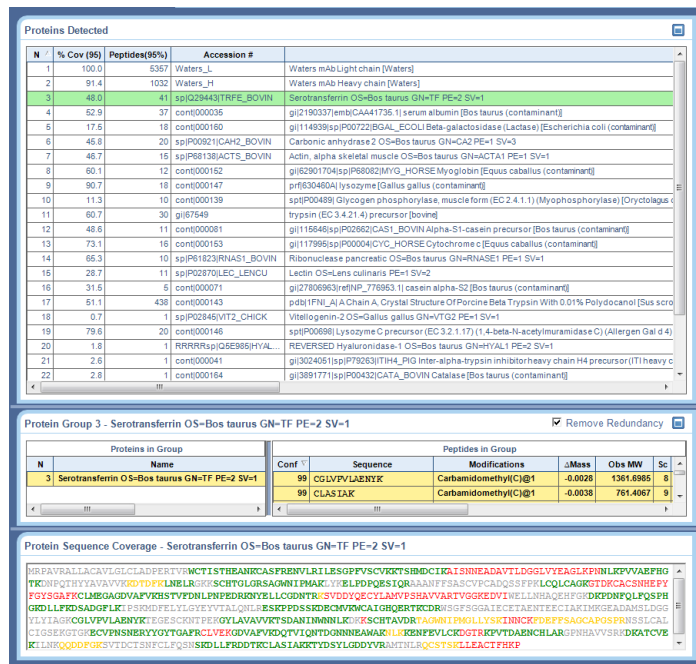 Proteins Detected
N % Cov (95) Peptides(95%) Accession #
1 100.0 5357 Waters_L Waters mAb Light chain [Waters]
2 91.4 1032 Waters_H Waters mAb Heavy chain [Waters]
3 48.0 41 sp|Q29443|TRFE_BOVIN Serotransferrin OS=Bos taurus GN=TF PE=2 SV=1
4 52.9 37 cont|000035 gi|2190337|emb|CAA41735.1| serum albumin [Bos taurus (contaminant)]
5 17.5 18 cont|000160 gi|114939|sp|P00722|BGAL_ECOLI Beta-galactosidase (Lactase) [Escherichia coli (contaminant)]
6 45.8 20 sp|P00921|CAH2_BOVIN Carbonic anhydrase 2 OS=Bos taurus GN=CA2 PE=1 SV=3
7 46.7 15 sp|P68138|ACTS_BOVIN Actin, alpha skeletal muscle OS=Bos taurus GN=ACTA1 PE=1 SV=1
8 60.1 12 cont|000152 gi|62901704|sp|P68082|MYG_HORSE Myoglobin [Equus caballus (contaminant)]
9 90.7 18 cont|000147 prf|630460A| lysozyme [Gallus gallus (contaminant)]
10 11.3 10 cont|000139 spt|P00489| Glycogen phosphorylase, muscle form (EC 2.4.1.1) (Myophosphorylase) [Oryctolagus c
11 60.7 30 gi|67549 trypsin (EC 3.4.21.4) precursor [bovine]
12 48.6 11 cont|000081 gi|115646|sp|P02662|CAS1_BOVIN Alpha-S1-casein precursor [Bos taurus (contaminant)]
13 73.1 16 cont|000153 gi|117995|sp|P00004|CYC_HORSE Cytochrome c [Equus caballus (contaminant)]
14 65.3 10 sp|P61823|RNAS1_BOVIN Ribonuclease pancreatic OS=Bos taurus GN=RNASE1 PE=1 SV=1
15 28.7 11 sp|P02870|LEC_LENCU Lectin OS=Lens culinaris PE=1 SV=2
16 31.5 5 cont|000071 gi|27806963|ref|NP_776953.1| casein alpha-S2 [Bos taurus (contaminant)]
17 51.1 438 cont|000143 pdb|1FNI_A| A Chain A, Crystal Structure Of Porcine Beta Trypsin With 0.01% Polydocanol [Sus scro
18 0.7 1 sp|P02845|VIT2_CHICK Vitellogenin-2 OS=Gallus gallus GN=VTG2 PE=1 SV=1
19 79.6 20 cont|000146 spt|P00698| Lysozyme C precursor (EC 3.2.1.17) (1,4-beta-N-acetylmuramidase C) (Allergen Gal d 4)
20 1.8 1 RRRRRsp|Q5E985|HYAL... REVERSED Hyaluronidase-1 OS=Bos taurus GN=HYAL1 PE=2 SV=1
21 2.6 1 cont|000041 gi|3024051|sp|P79263|ITIH4_PIG Inter-alpha-trypsin inhibitor heavy chain H4 precursor (ITI heavy c
22 2.8 1 cont|000164 gi|3891771|sp|P00432|CATA_BOVIN Catalase [Bos taurus (contaminant)]
Protein Group 3 - Serotransferrin OS=Bos taurus GN=TF PE=2 SV=1 Remove Redundancy
Proteins in Group Peptides in Group
N Name Conf Sequence Modifications ΔMass Obs MW Sc
3 Serotransferrin OS=Bos taurus GN=TF PE=2 SV=1 99 CGLVPVLAENYK Carbamidomethyl(C)@1 -0.0028 1361.6985 8
99 CLASIAK Carbamidomethyl(C)@1 -0.0038 761.4067 9
Protein Sequence Coverage - Serotransferrin OS=Bos taurus GN=TF PE=2 SV=1
MRPAVRALLACAVLGLCLADPERTVRWCTISTHEANKCASFRENVLRILESGPFVSCVKKTSHMDCIKAISNNEADAVTLDGGLVYEAGLKPNNLKPVVAEFHG
TKDNPQTHYYAVAVVKKDTDFKLNELRGKKSCHTGLGRSAGWNIPMAKLYKELPDPQESIQRAAANFFSASCVPCADQSSFPKLCQLCAGKGTDKCACSNHEPY
FGYSGAFKCLMEGAGDVAFVKHSTVFDNLPNPEDRKNYELLCGDNTRKSVDDYQECYLAMVPSHAVVARTVGGKEDVIWELLNHAQEHFGKDKPDNFQLFQSPH
GKDLLFKDSADGFLKIPSKMDFELYLGYEYVTALQNLRESKPPDSSKDECMVKWCAIGHQERTKCDRWSGFSGGAIECETAENTEECIAKIMKGEADAMSLDGG
YLYIAGKCGLVPVLAENYKTEGESCKNTPEKGYLAVAVVKTSDANINWNNLKDKKSCHTAVDRTAGWNIPMGLLYSKINNCKFDEFFSAGCAPGSPRNSSLCAL
CIGSEKGTGKECVPNSNERYYGYTGAFRCLVEKGDVAFVKDQTVIQNTDGNNNEAWAKNLKKENFEVLCKDGTRKPVTDAENCHLARGPNHAVVSRKDKATCVE
KILNKQQDDFGKSVTDCTSNFCLFQSNSKDLLFRDDTKCLASIAKKTYDSYLGDDYVRAMTNLRQCSTSKLLEACTFHKP